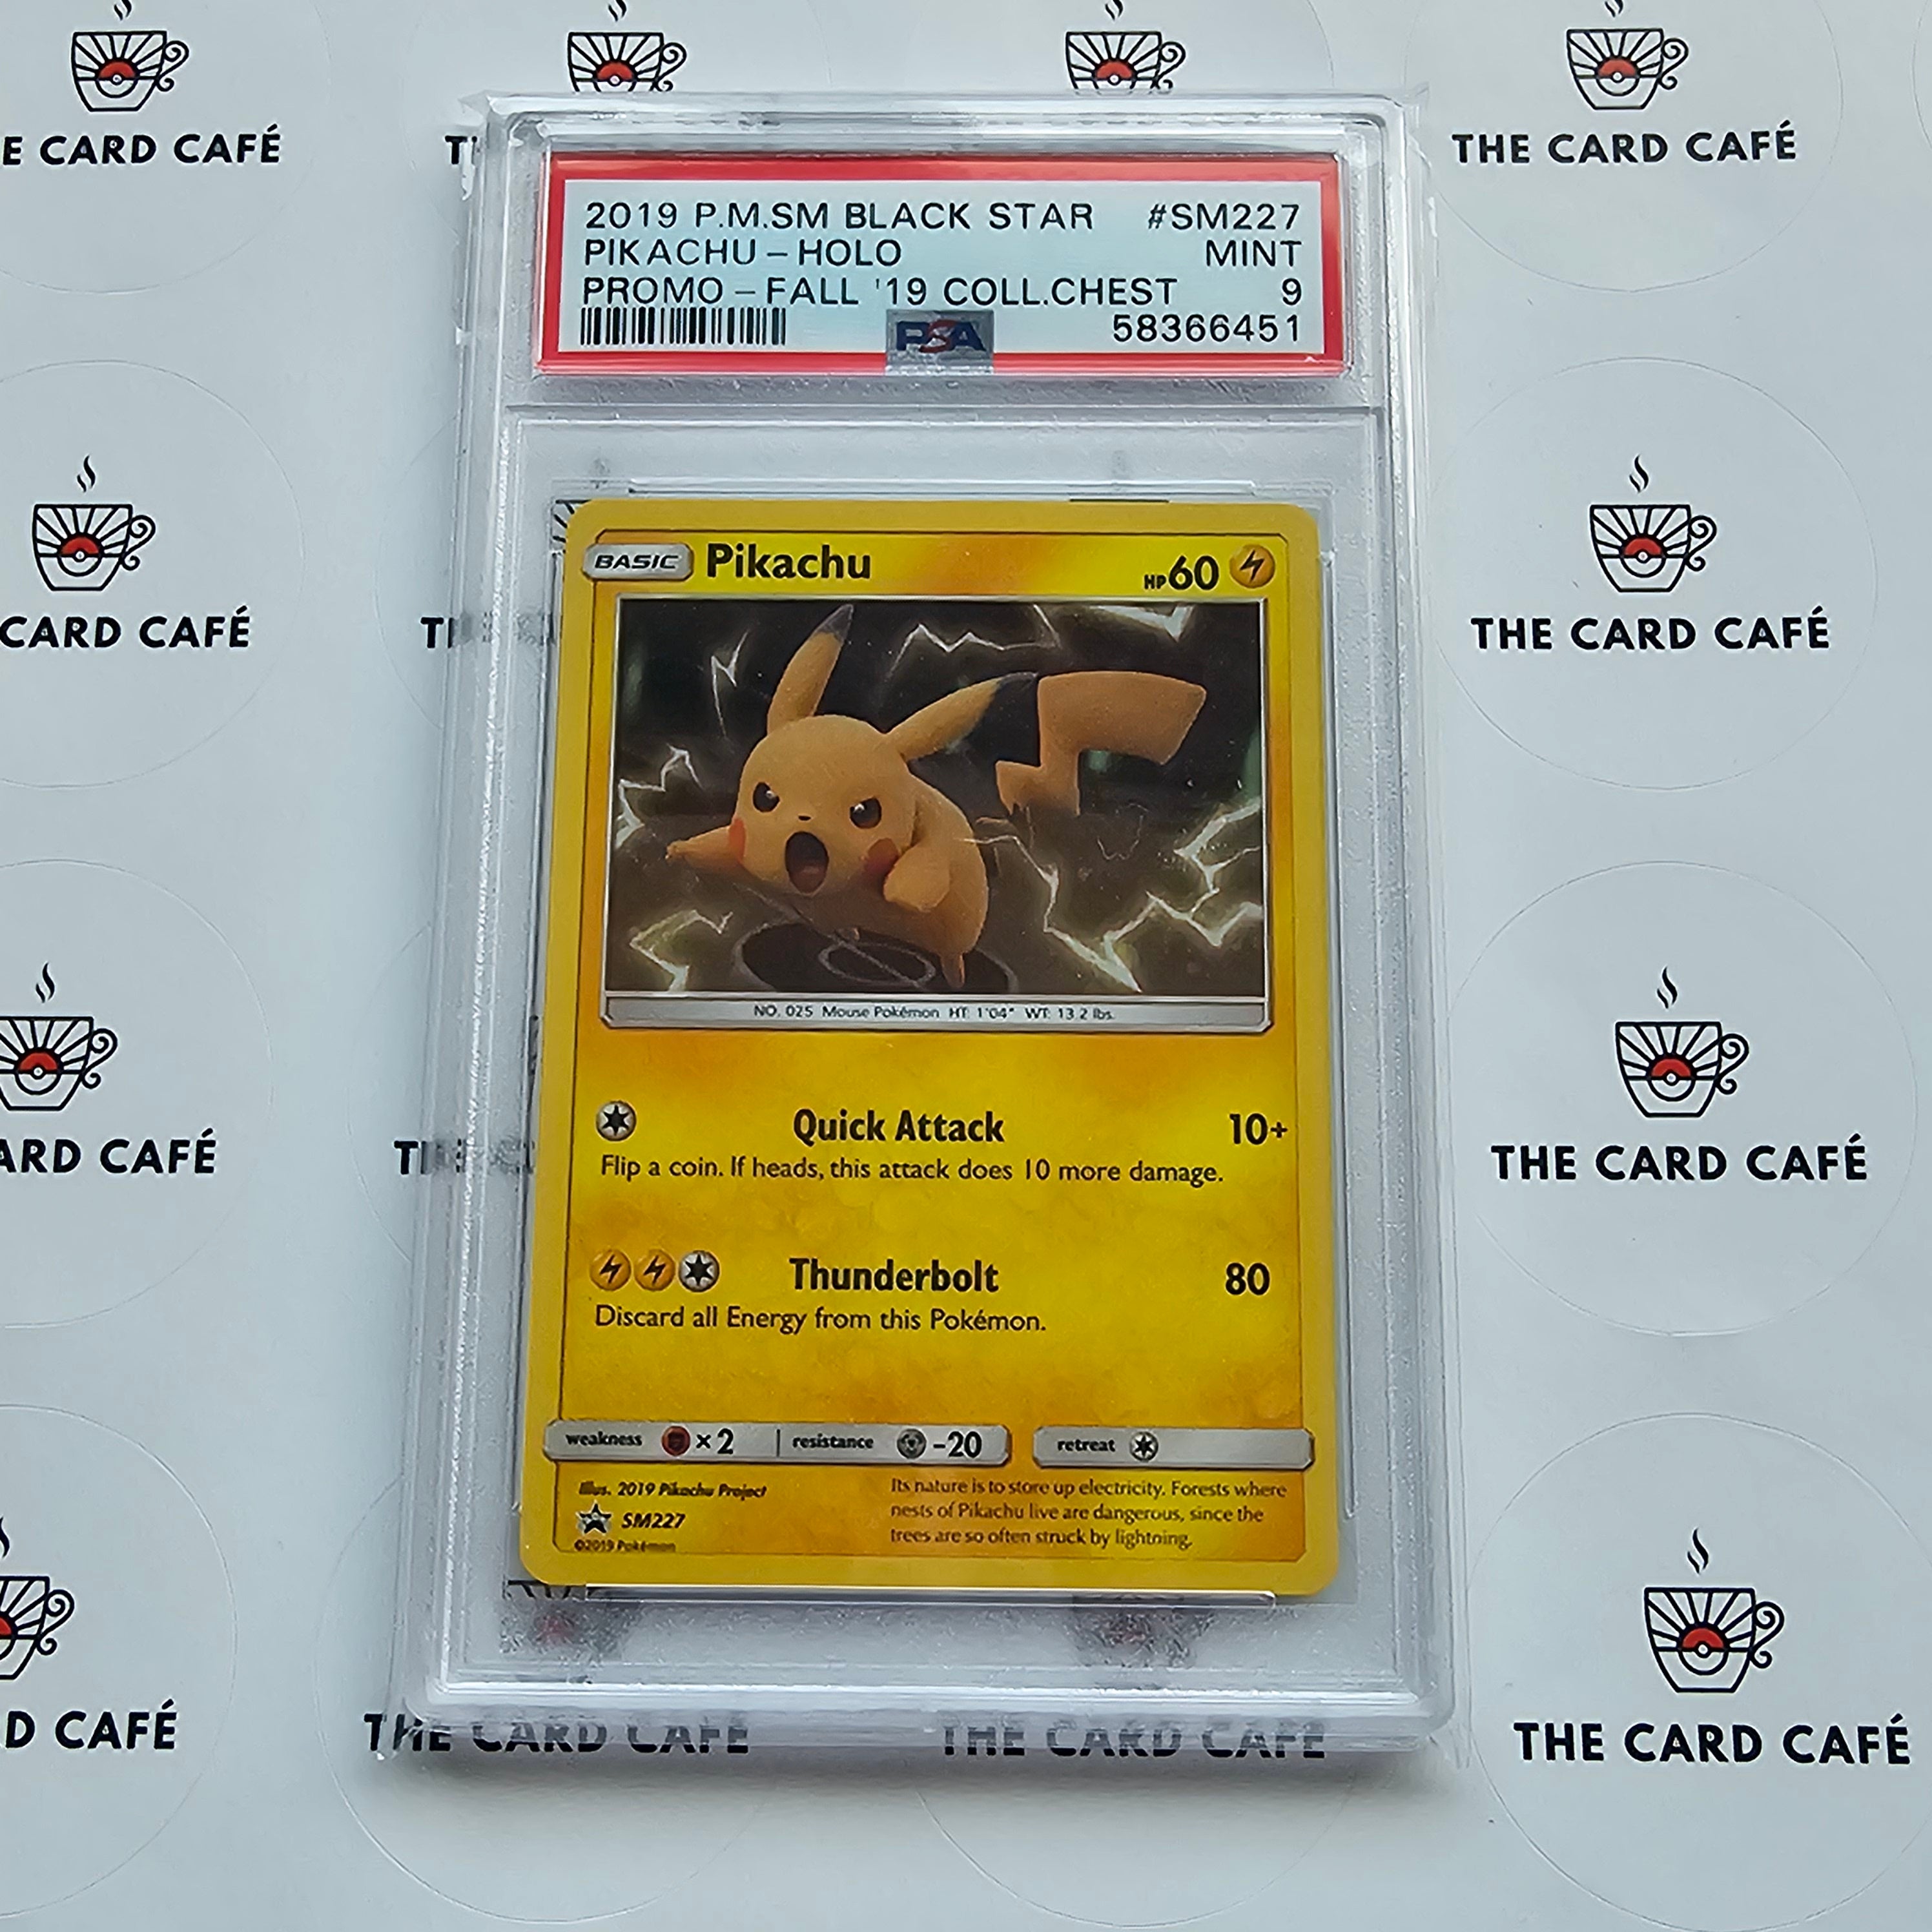 E CARD CAFÉ
THE CARD CAFÉ
2019 P.M.SM BLACK STAR #SM227
PIKACHU-HOLO MINT
PROMO-FALL '19 COLL.CHEST 9
PSA 58366451
BASIC Pikachu HP60
NO. 025 Mouse Pokémon HT: 1'04" WT: 13.2 lbs.
CARD CAFÉ
THE CARD CAFÉ
Quick Attack 10+
Flip a coin. If heads, this attack does 10 more damage.
ARD CAFÉ
THE CARD CAFÉ
Thunderbolt 80
Discard all Energy from this Pokémon.
weakness ×2 resistance -20 retreat
Illus. 2019 Pikachu Project
SM227
©2019 Pokémon
Its nature is to store up electricity. Forests where
nests of Pikachu live are dangerous, since the
trees are so often struck by lightning.
D CAFÉ
THE CARD CAFÉ
THE CARD CAFÉ
THE CARD CAFÉ